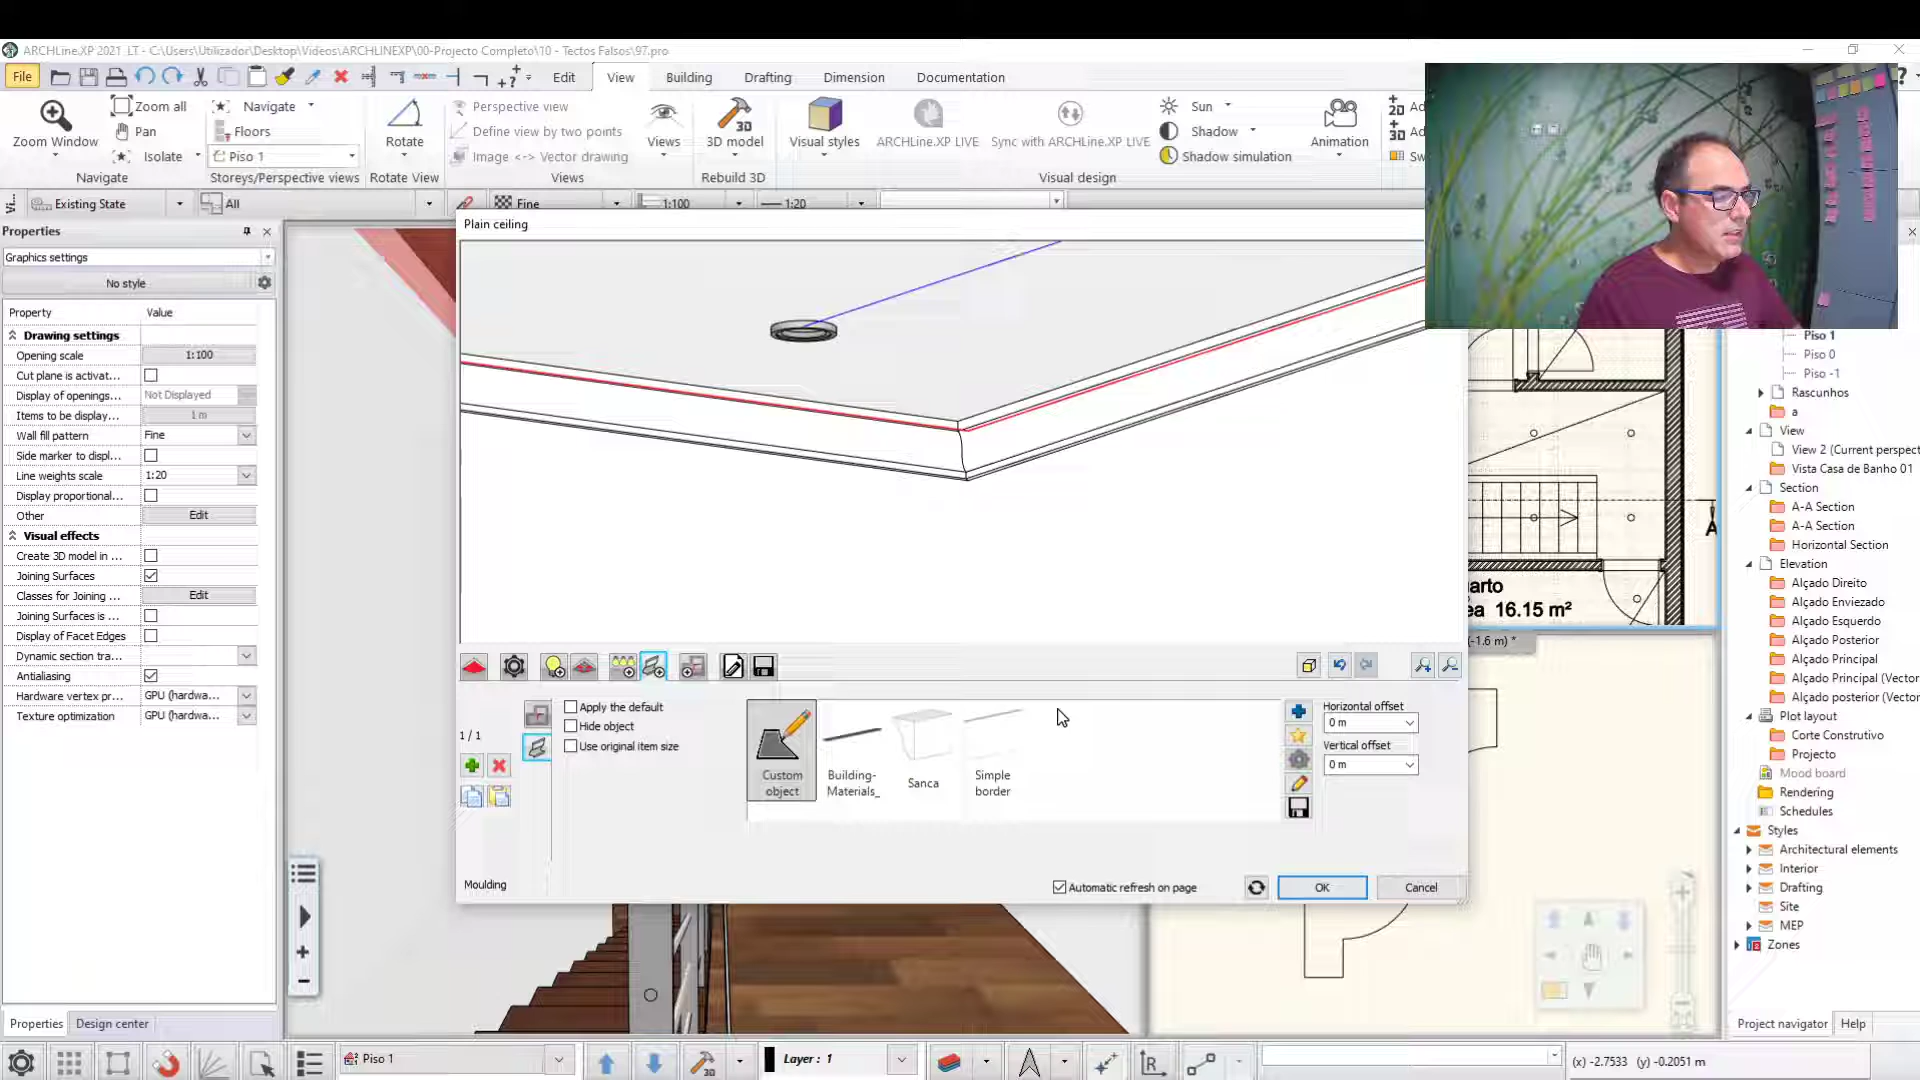 ARCHLine.XP 2021 LT - C:\Users\Utilizador\Desktop\Videos\ARCHLINEXP\00-Projecto Completo\10 - Tectos Falsos\97.pro
File
Edit
View
Building
Drafting
Dimension
Documentation
Zoom Window
Zoom all
Pan
Isolate
Navigate
Navigate
Floors
Piso 1
Storeys/Perspective views
Rotate
Rotate View
Perspective view
Define view by two points
Image <-> Vector drawing
Views
Views
3D model
Rebuild 3D
Visual styles
ARCHLine.XP LIVE
Sync with ARCHLine.XP LIVE
Sun
Shadow
Shadow simulation
Visual design
Animation
Existing State
All
Fine
1:100
1:20
Properties
Graphics settings
No style
Property Value
Drawing settings
Opening scale 1:100
Cut plane is activat...
Display of openings... Not Displayed
Items to be display... 1 m
Wall fill pattern Fine
Side marker to displ...
Line weights scale 1:20
Display proportional...
Other Edit
Visual effects
Create 3D model in ...
Joining Surfaces
Classes for Joining ... Edit
Joining Surfaces is ...
Display of Facet Edges
Dynamic section tra...
Antialiasing
Hardware vertex pr... GPU (hardwa...
Texture optimization GPU (hardwa...
Properties
Design center
Plain ceiling
1 / 1
Apply the default
Hide object
Use original item size
Custom object
Building-Materials_
Sanca
Simple border
Horizontal offset
0 m
Vertical offset
0 m
Moulding
Automatic refresh on page
OK
Cancel
16.15 m²
(-1.6 m) *
A
Piso 1
Piso 0
Piso -1
Rascunhos
a
View
View 2 (Current perspect
Vista Casa de Banho 01
Section
A-A Section
A-A Section
Horizontal Section
Elevation
Alçado Direito
Alçado Enviezado
Alçado Esquerdo
Alçado Posterior
Alçado Principal
Alçado Principal (Vector
Alçado posterior (Vector
Plot layout
Corte Construtivo
Projecto
Mood board
Rendering
Schedules
Styles
Architectural elements
Interior
Drafting
Site
MEP
Zones
Project navigator
Help
Piso 1
Layer : 1
(x) -2.7533 (y) -0.2051 m